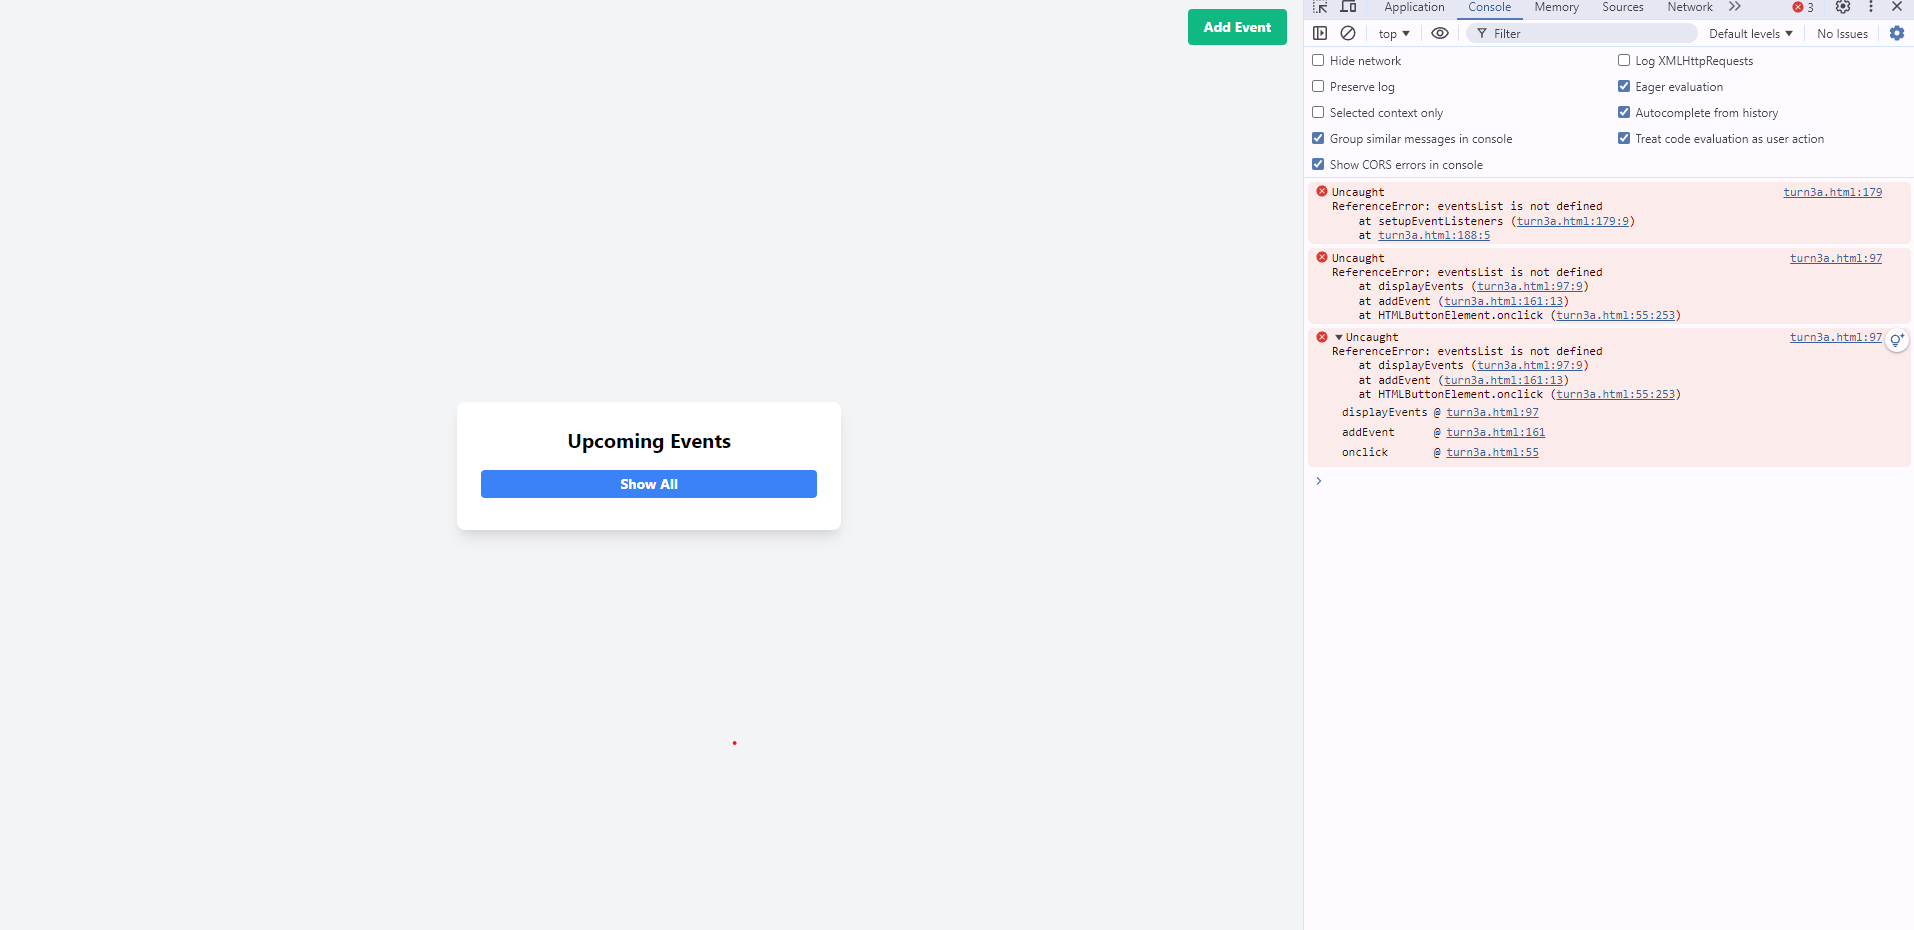 Add Event
Upcoming Events
Show All
Application Console Memory Sources Network 3
top Filter Default levels No Issues
Hide network Log XMLHttpRequests
Preserve log Eager evaluation
Selected context only Autocomplete from history
Group similar messages in console Treat code evaluation as user action
Show CORS errors in console
Uncaught turn3a.html:179
ReferenceError: eventsList is not defined
at setupEventListeners (turn3a.html:179:9)
at turn3a.html:188:5
Uncaught turn3a.html:97
ReferenceError: eventsList is not defined
at displayEvents (turn3a.html:97:9)
at addEvent (turn3a.html:161:13)
at HTMLButtonElement.onclick (turn3a.html:55:253)
Uncaught turn3a.html:97
ReferenceError: eventsList is not defined
at displayEvents (turn3a.html:97:9)
at addEvent (turn3a.html:161:13)
at HTMLButtonElement.onclick (turn3a.html:55:253)
displayEvents @ turn3a.html:97
addEvent @ turn3a.html:161
onclick @ turn3a.html:55